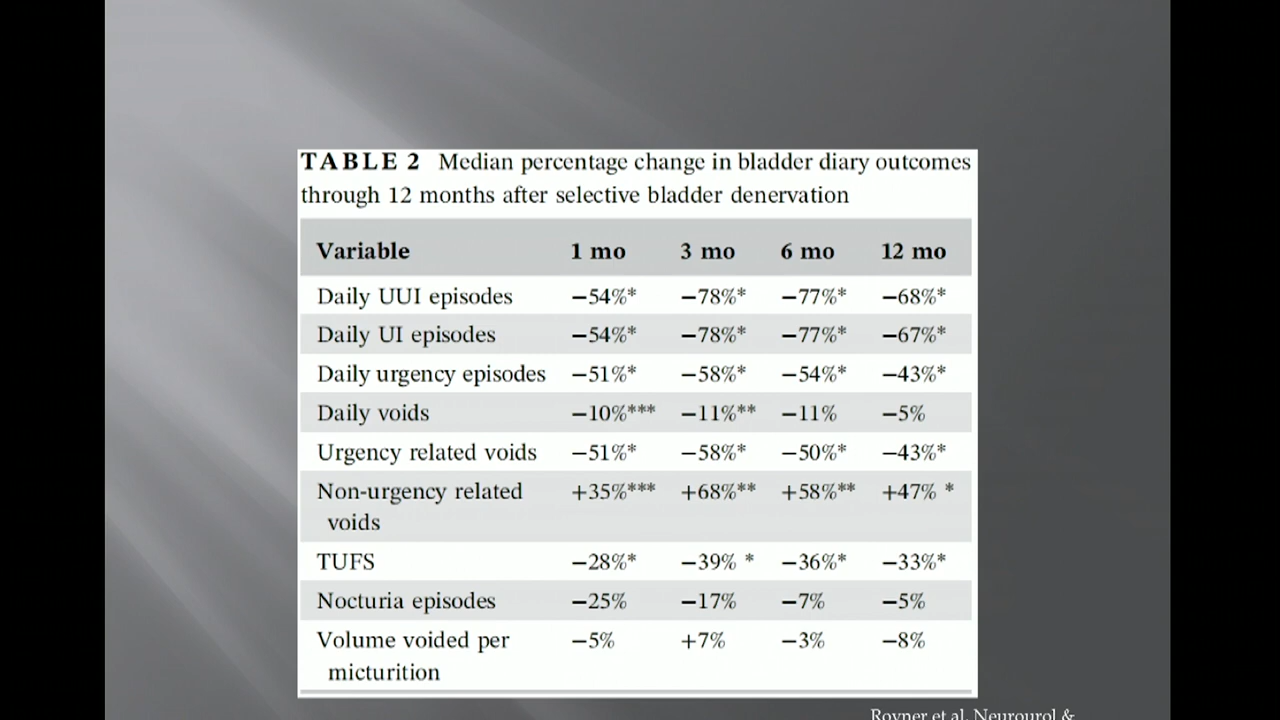 TABLE 2 Median percentage change in bladder diary outcomes
through 12 months after selective bladder denervation
Variable 1 mo 3 mo 6 mo 12 mo
Daily UUI episodes −54%* −78%* −77%* −68%*
Daily UI episodes −54%* −78%* −77%* −67%*
Daily urgency episodes −51%* −58%* −54%* −43%*
Daily voids −10%*** −11%** −11% −5%
Urgency related voids −51%* −58%* −50%* −43%*
Non-urgency related +35%*** +68%** +58%** +47% *
voids
TUFS −28%* −39% * −36%* −33%*
Nocturia episodes −25% −17% −7% −5%
Volume voided per −5% +7% −3% −8%
micturition
Rovner et al. Neurourol &